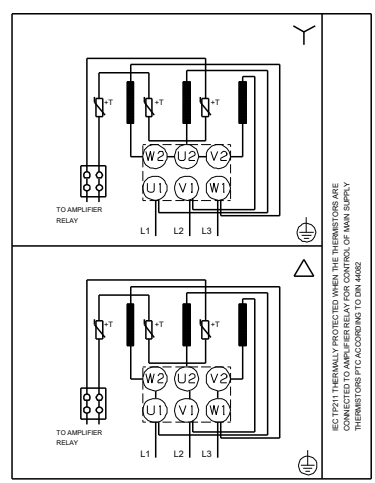 +T +T +T
W2 U2 V2
U1 V1 W1
TO AMPLIFIER
RELAY
L1 L2 L3
+T +T +T
W2 U2 V2
U1 V1 W1
TO AMPLIFIER
RELAY
L1 L2 L3
IEC TP211 THERMALLY PROTECTED WHEN THE THERMISTORS ARE
CONNECTED TO AMPLIFIER RELAY FOR CONTROL OF MAIN SUPPLY
THERMISTORS PTC ACCORDING TO DIN 44082